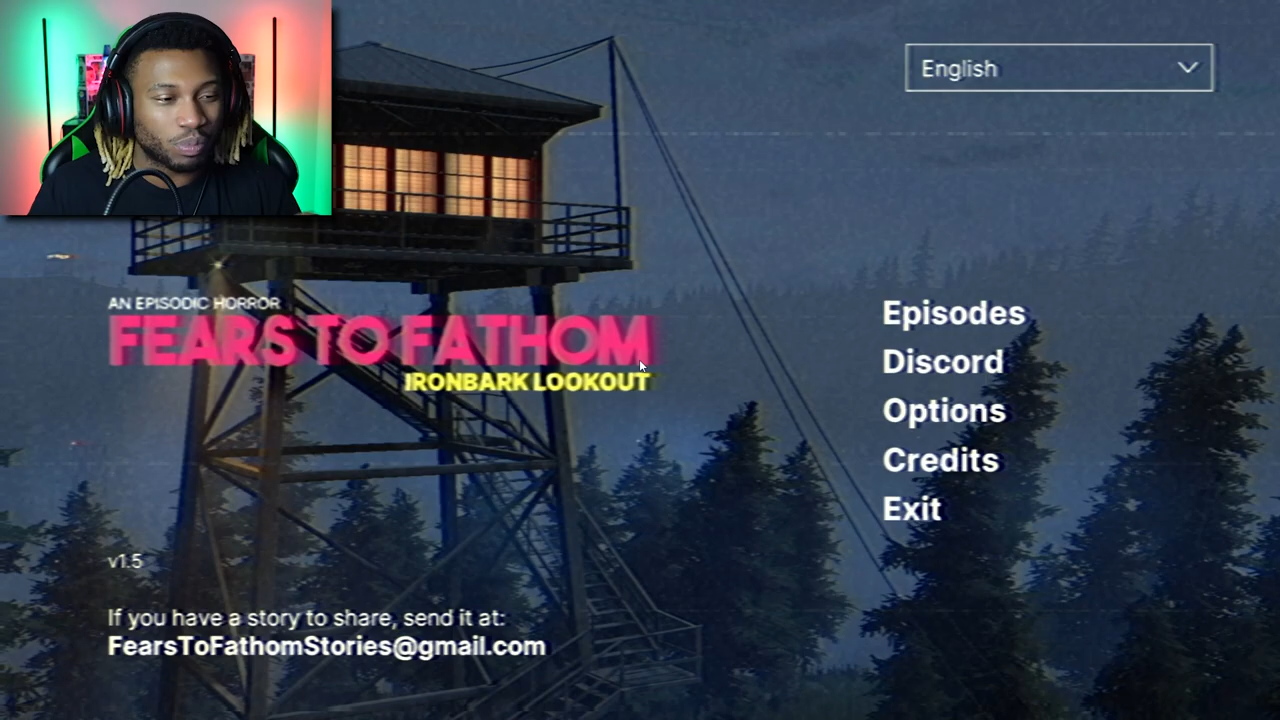 English
AN EPISODIC HORROR
FEARS TO FATHOM
IRONBARK LOOKOUT
Episodes
Discord
Options
Credits
Exit
v1.5
If you have a story to share, send it at:
FearsToFathomStories@gmail.com